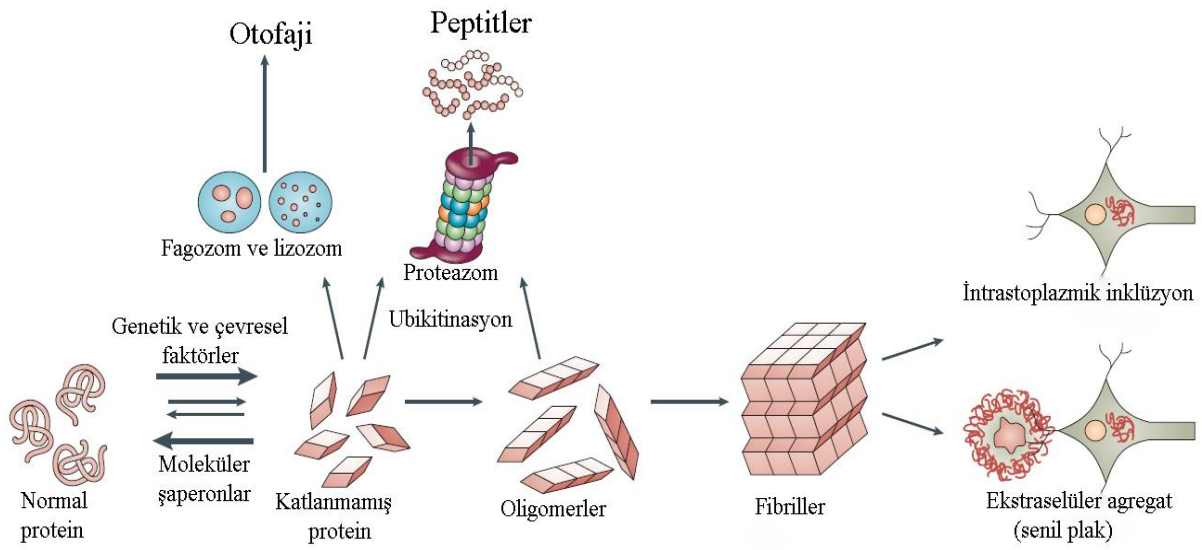 Otofaji
Peptitler
Fagozom ve lizozom
Proteazom
Ubikitinasyon
İntrastoplazmik inklüzyon
Genetik ve çevresel
faktörler
Moleküler
şaperonlar
Normal
protein
Katlanmamış
protein
Oligomerler
Fibriller
Ekstraselüler agregat
(senil plak)